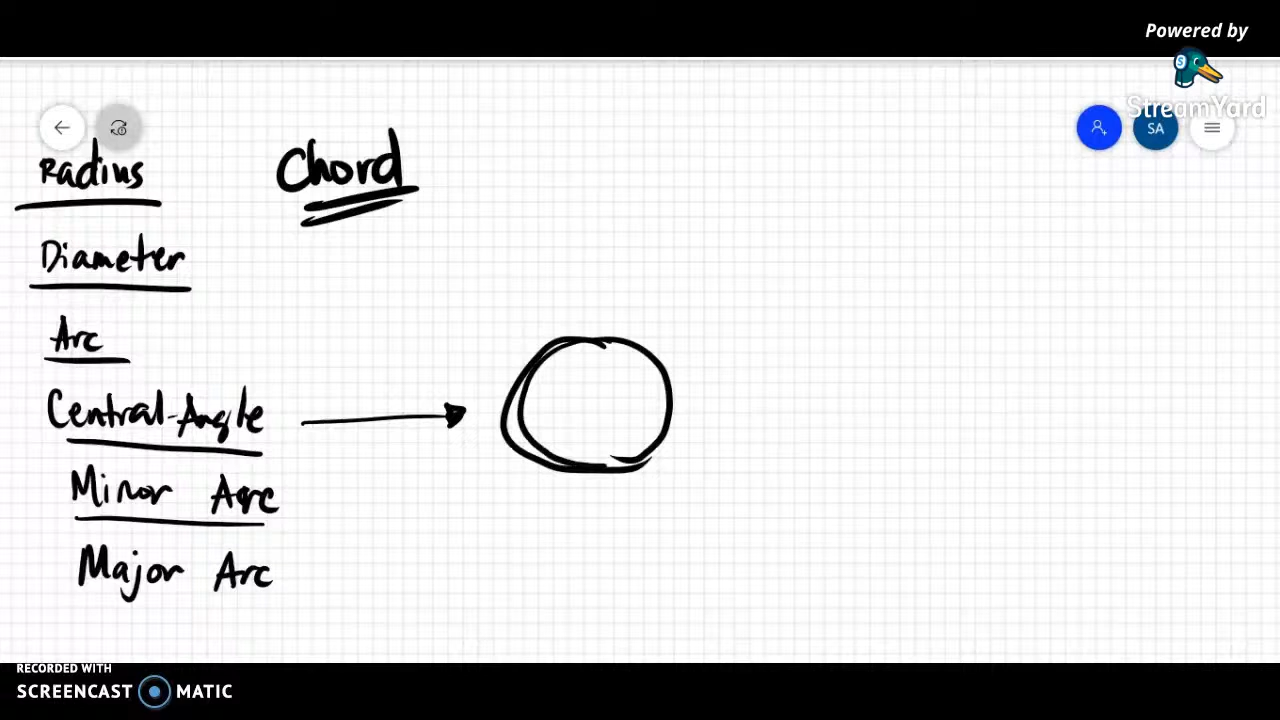 Powered by
StreamYard
SA
Radius
Chord
Diameter
Arc
Central-Angle
Minor Arc
Major Arc
RECORDED WITH
SCREENCAST MATIC